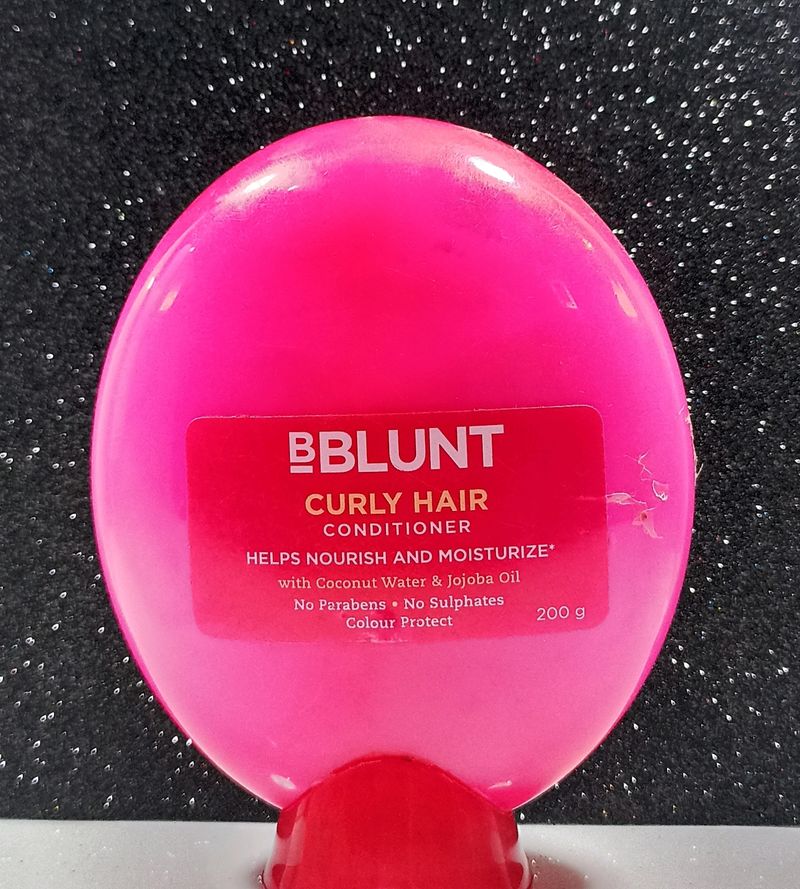 BBLUNT
CURLY HAIR
CONDITIONER
HELPS NOURISH AND MOISTURIZE*
with Coconut Water & Jojoba Oil
No Parabens • No Sulphates
Colour Protect
200 g